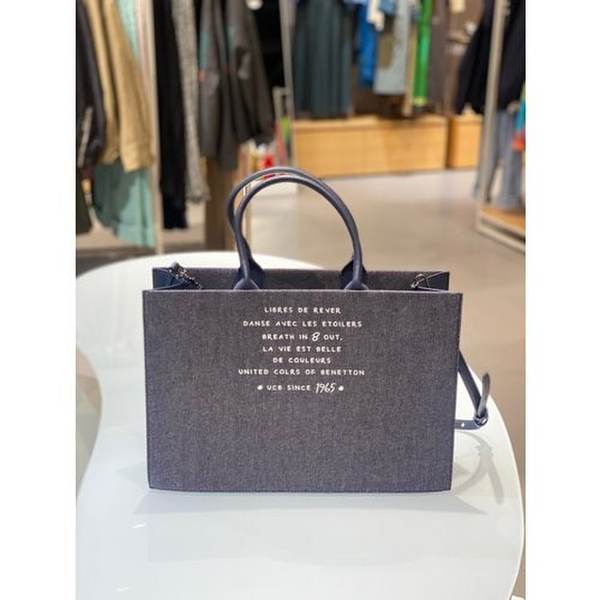 LIBRES DE REVER
DANSE AVEC LES ETOILERS
BREATH IN 8 OUT,
LA VIE EST BELLE
DE COULEURS
UNITED COLRS OF BENETTON
* UCB SINCE 1965 *